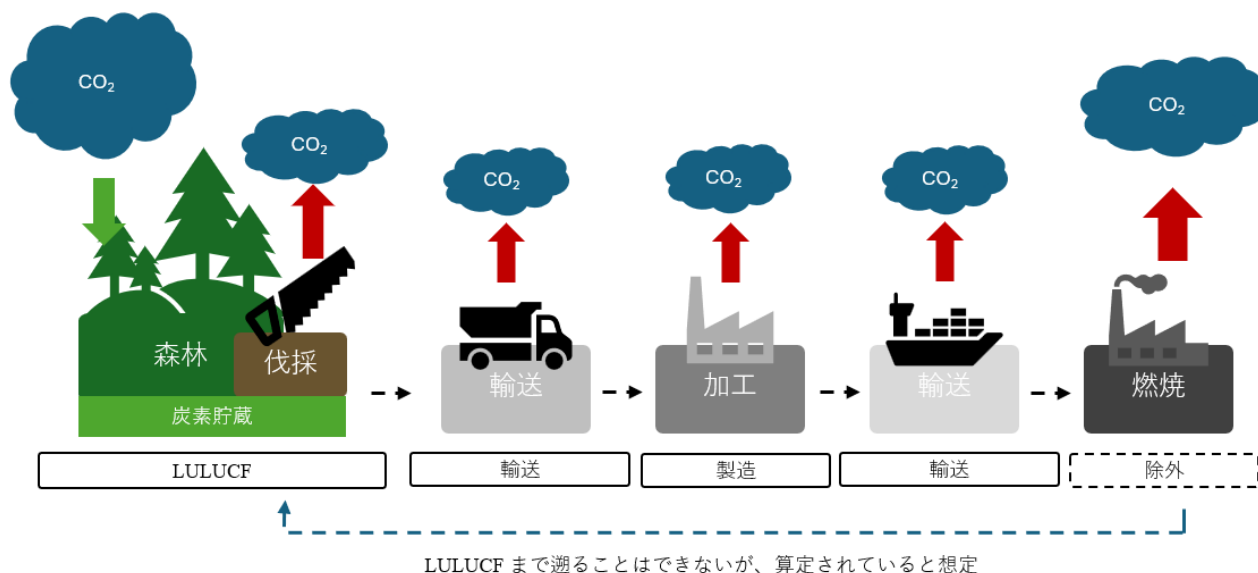 CO₂
CO₂
CO₂
CO₂
CO₂
CO₂
森林
伐採
炭素貯蔵
輸送
加工
輸送
燃焼
LULUCF
輸送
製造
輸送
除外
LULUCF まで遡ることはできないが、算定されていると想定